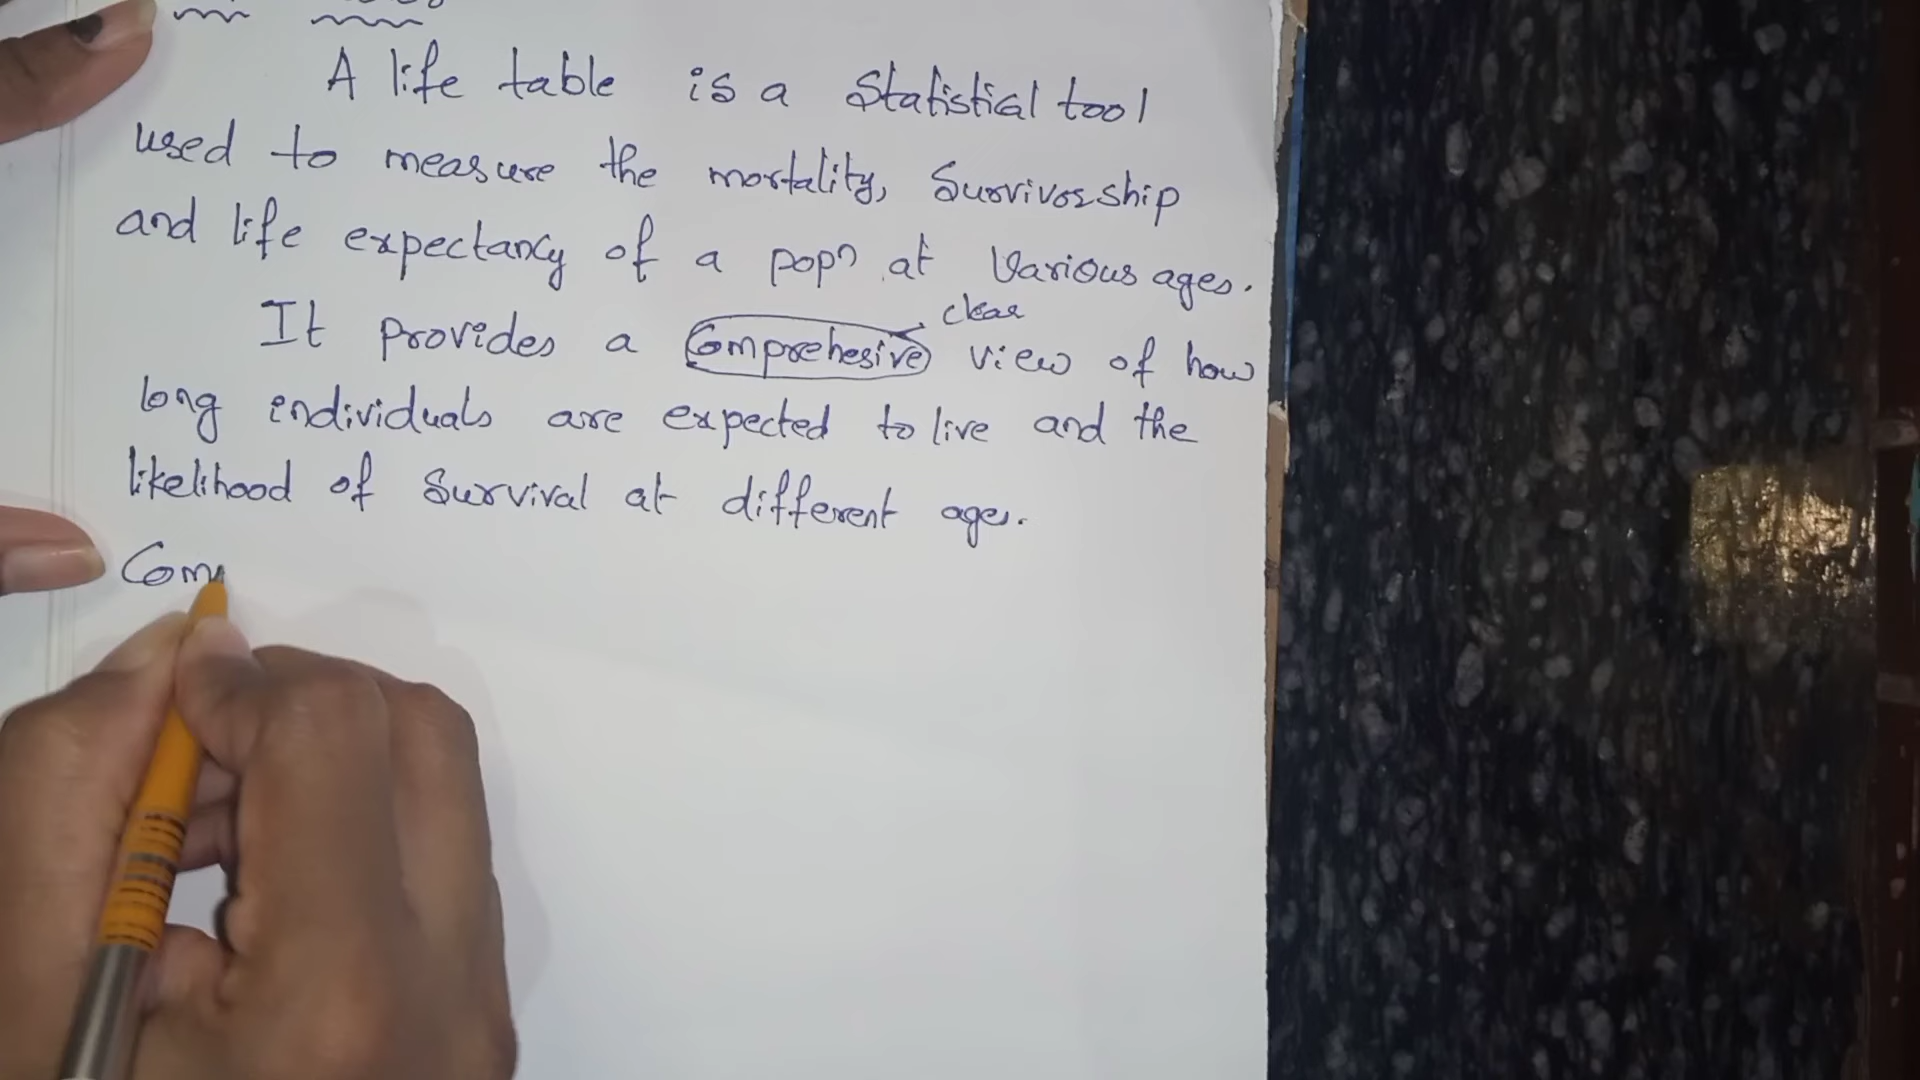 A life table is a Statistial tool
used to measure the mortality, Survivorship
and life expectancy of a popn at Various ages.
clear
It provides a Comprehesive view of how
long individuals are expected to live and the
likelihood of Survival at different ages.
Com